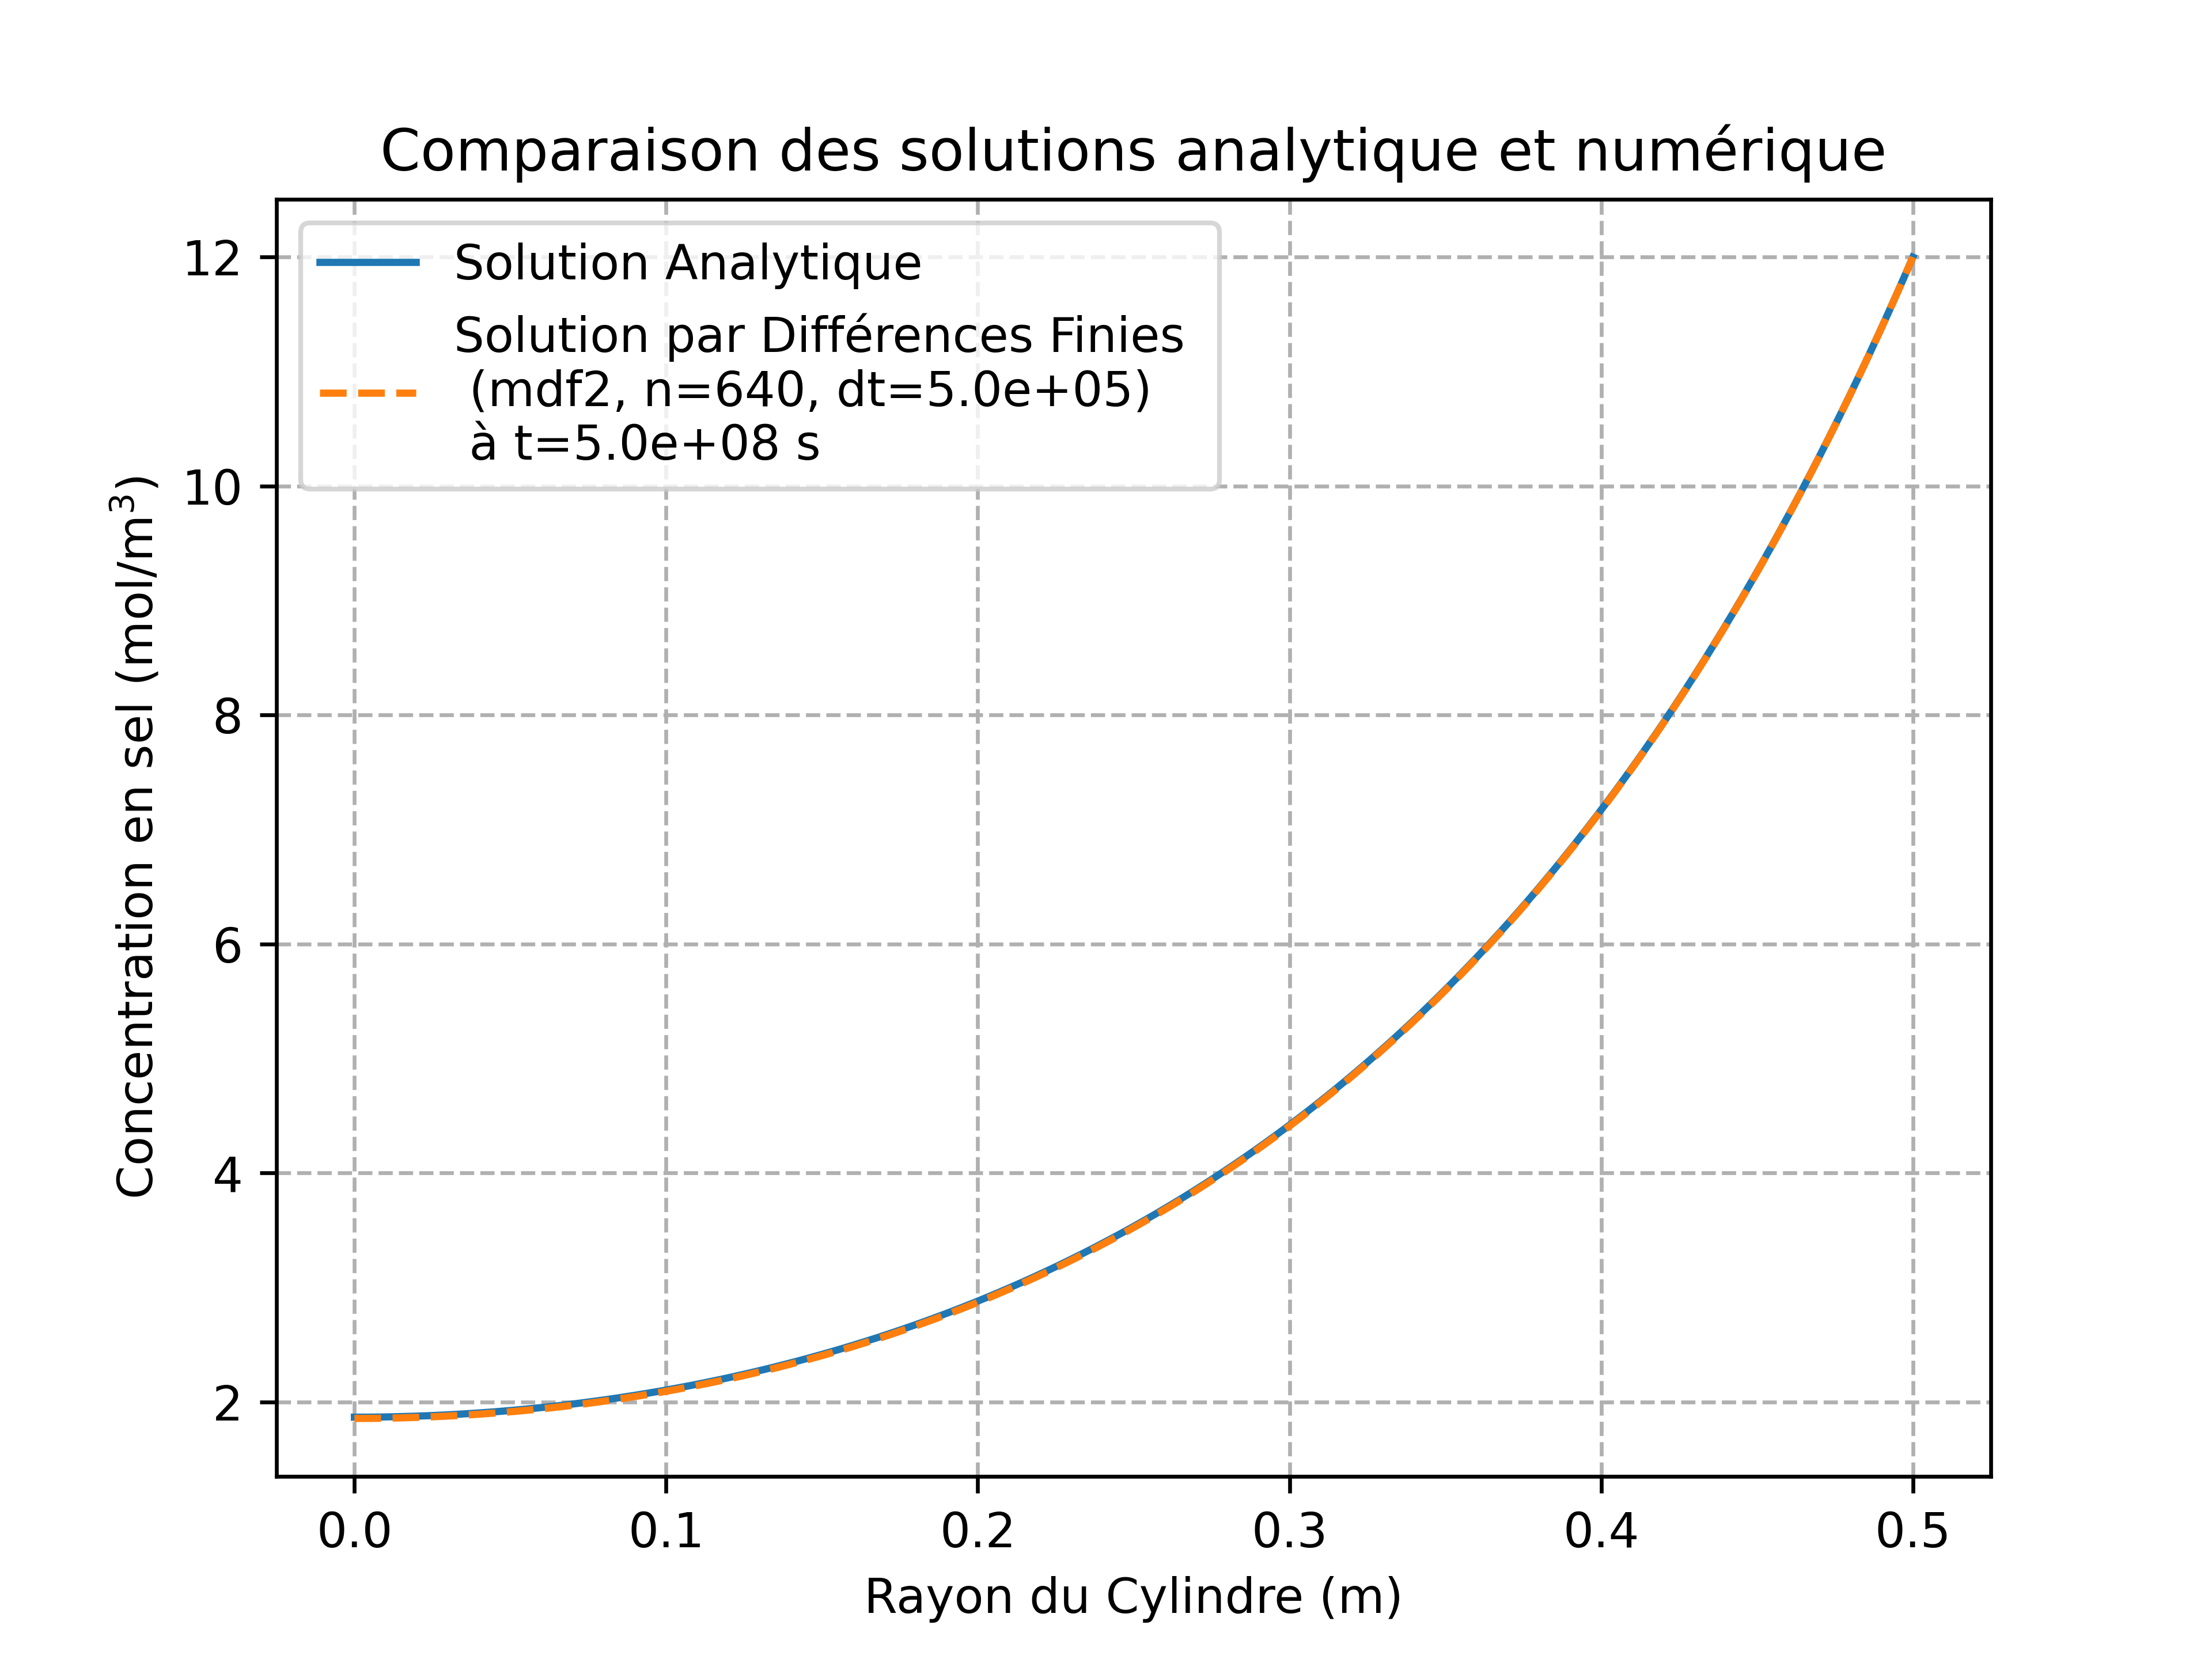 Comparaison des solutions analytique et numérique
Solution Analytique
Solution par Différences Finies
(mdf2, n=640, dt=5.0e+05)
à t=5.0e+08 s
Concentration en sel (mol/m³)
12
10
8
6
4
2
0.0 0.1 0.2 0.3 0.4 0.5
Rayon du Cylindre (m)